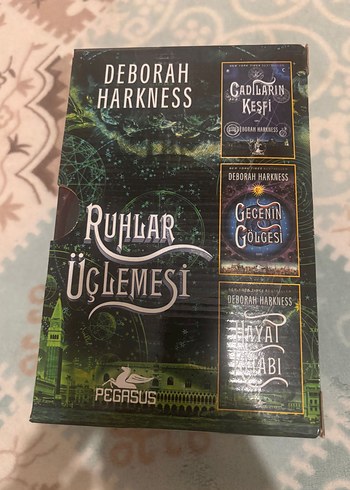 DEBORAH
HARKNESS
CADILARIN
KEŞFİ
DEBORAH HARKNESS
DEBORAH HARKNESS
GECENİN
GÖLGESİ
DEBORAH HARKNESS
HAYAT
KİTABI
RUHLAR
ÜÇLEMESİ
PEGASUS